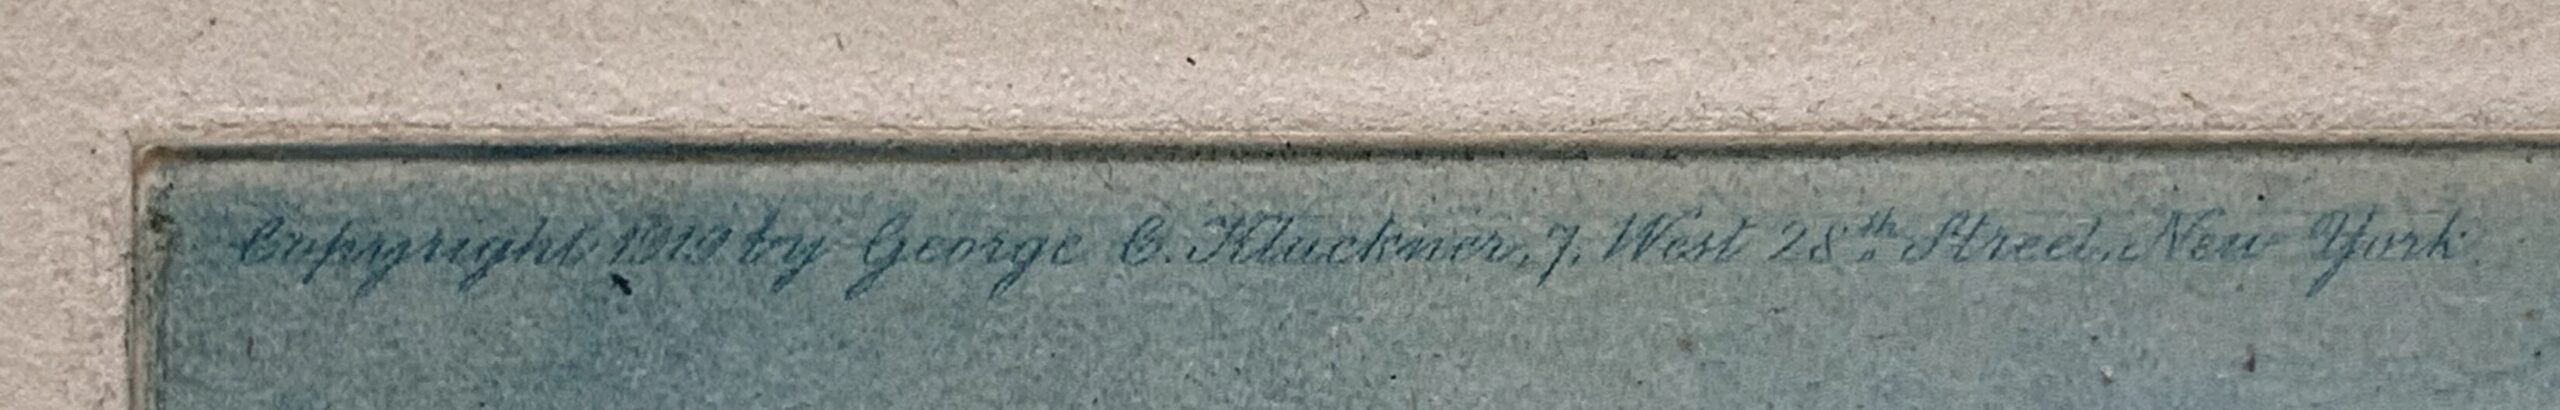 Copyright 1919 by George C. Kluckner, 7, West 28th Street, New York.